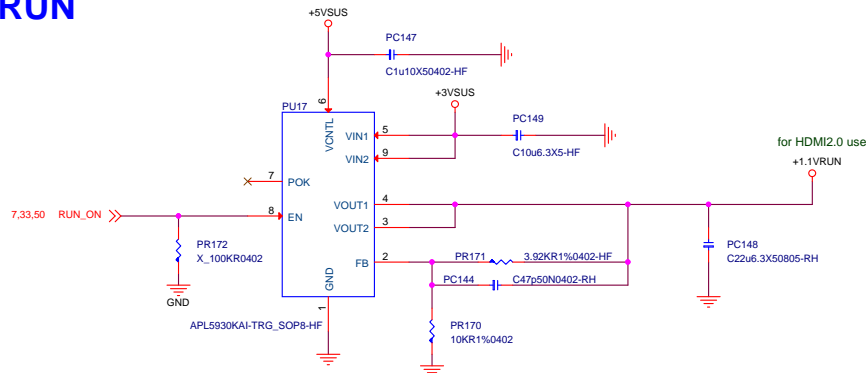 RUN
+5VSUS
PC147
C1u10X50402-HF
+3VSUS
PU17
6
VCNTL
VIN1 5
PC149
C10u6.3X5-HF
VIN2 9
for HDMI2.0 use
+1.1VRUN
7 POK
VOUT1 4
7,33,50 RUN_ON
8 EN
VOUT2 3
PR172
X_100KR0402
PC148
C22u6.3X50805-RH
FB 2
PR171 3.92KR1%0402-HF
PC144 C47p50N0402-RH
GND
GND
1
APL5930KAI-TRG_SOP8-HF
PR170
10KR1%0402